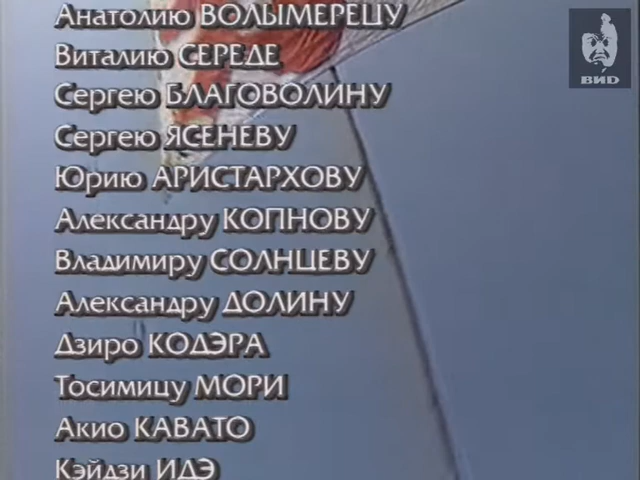 Анатолию ВОЛЫМЕРЕЦУ
ВИD
Виталию СЕРЕДЕ
Сергею БЛАГОВОЛИНУ
Сергею ЯСЕНЕВУ
Юрию АРИСТАРХОВУ
Александру КОПНОВУ
Владимиру СОЛНЦЕВУ
Александру ДОЛИНУ
Дзиро КОДЭРА
Тосимицу МОРИ
Акио КАВАТО
Кэйдзи ИДЭ